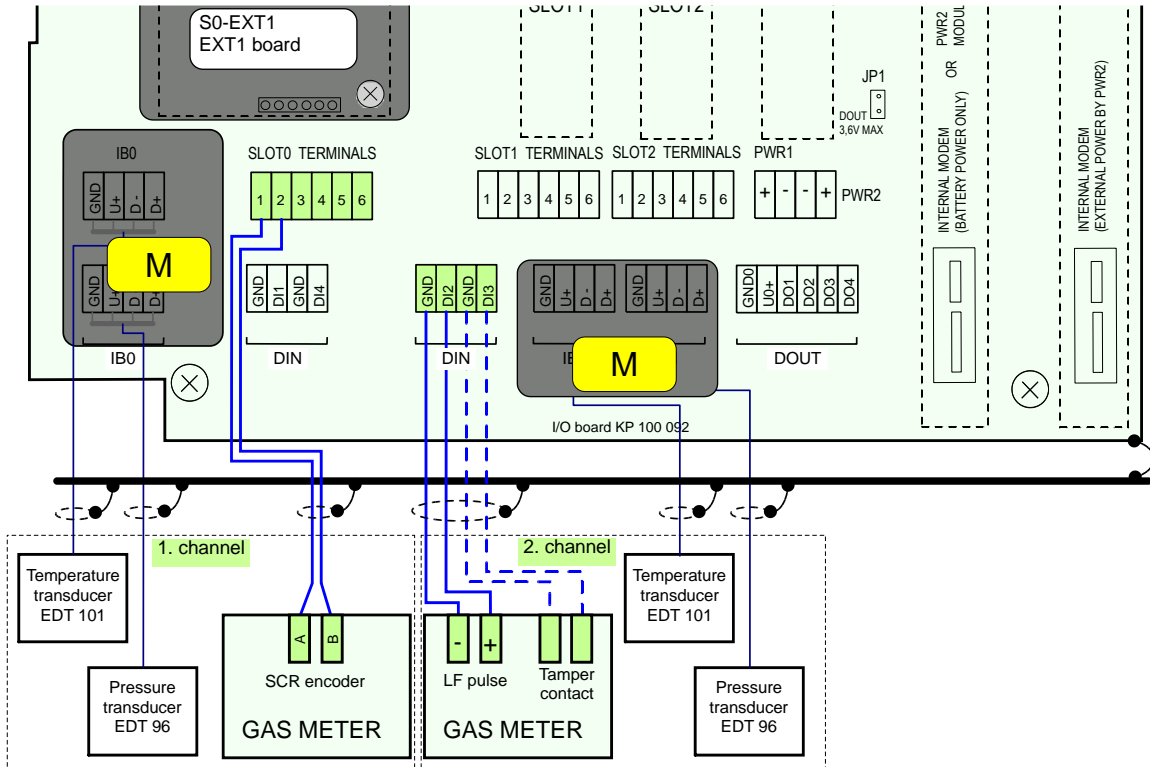 SLOT1
SLOT2
S0-EXT1
EXT1 board
PWR2
MODUL
OR
INTERNAL MODEM
(BATTERY POWER ONLY)
INTERNAL MODEM
(EXTERNAL POWER BY PWR2)
JP1
DOUT
3,6V MAX
IB0
GND U+ D - D+
SLOT0 TERMINALS
1 2 3 4 5 6
SLOT1 TERMINALS
1 2 3 4 5 6
SLOT2 TERMINALS
1 2 3 4 5 6
PWR1
+ - - +
PWR2
M
GND U+ D - D+
IB0
GND DI1 GND DI4
DIN
GND DI2 GND DI3
DIN
GND U+ D - D+
GND U+ D - D+
M
GND0 U0+ DO1 DO2 DO3 DO4
DOUT
I/O board KP 100 092
1. channel
2. channel
Temperature
transducer
EDT 101
Pressure
transducer
EDT 96
A B
SCR encoder
GAS METER
- +
LF pulse
Tamper
contact
GAS METER
Temperature
transducer
EDT 101
Pressure
transducer
EDT 96